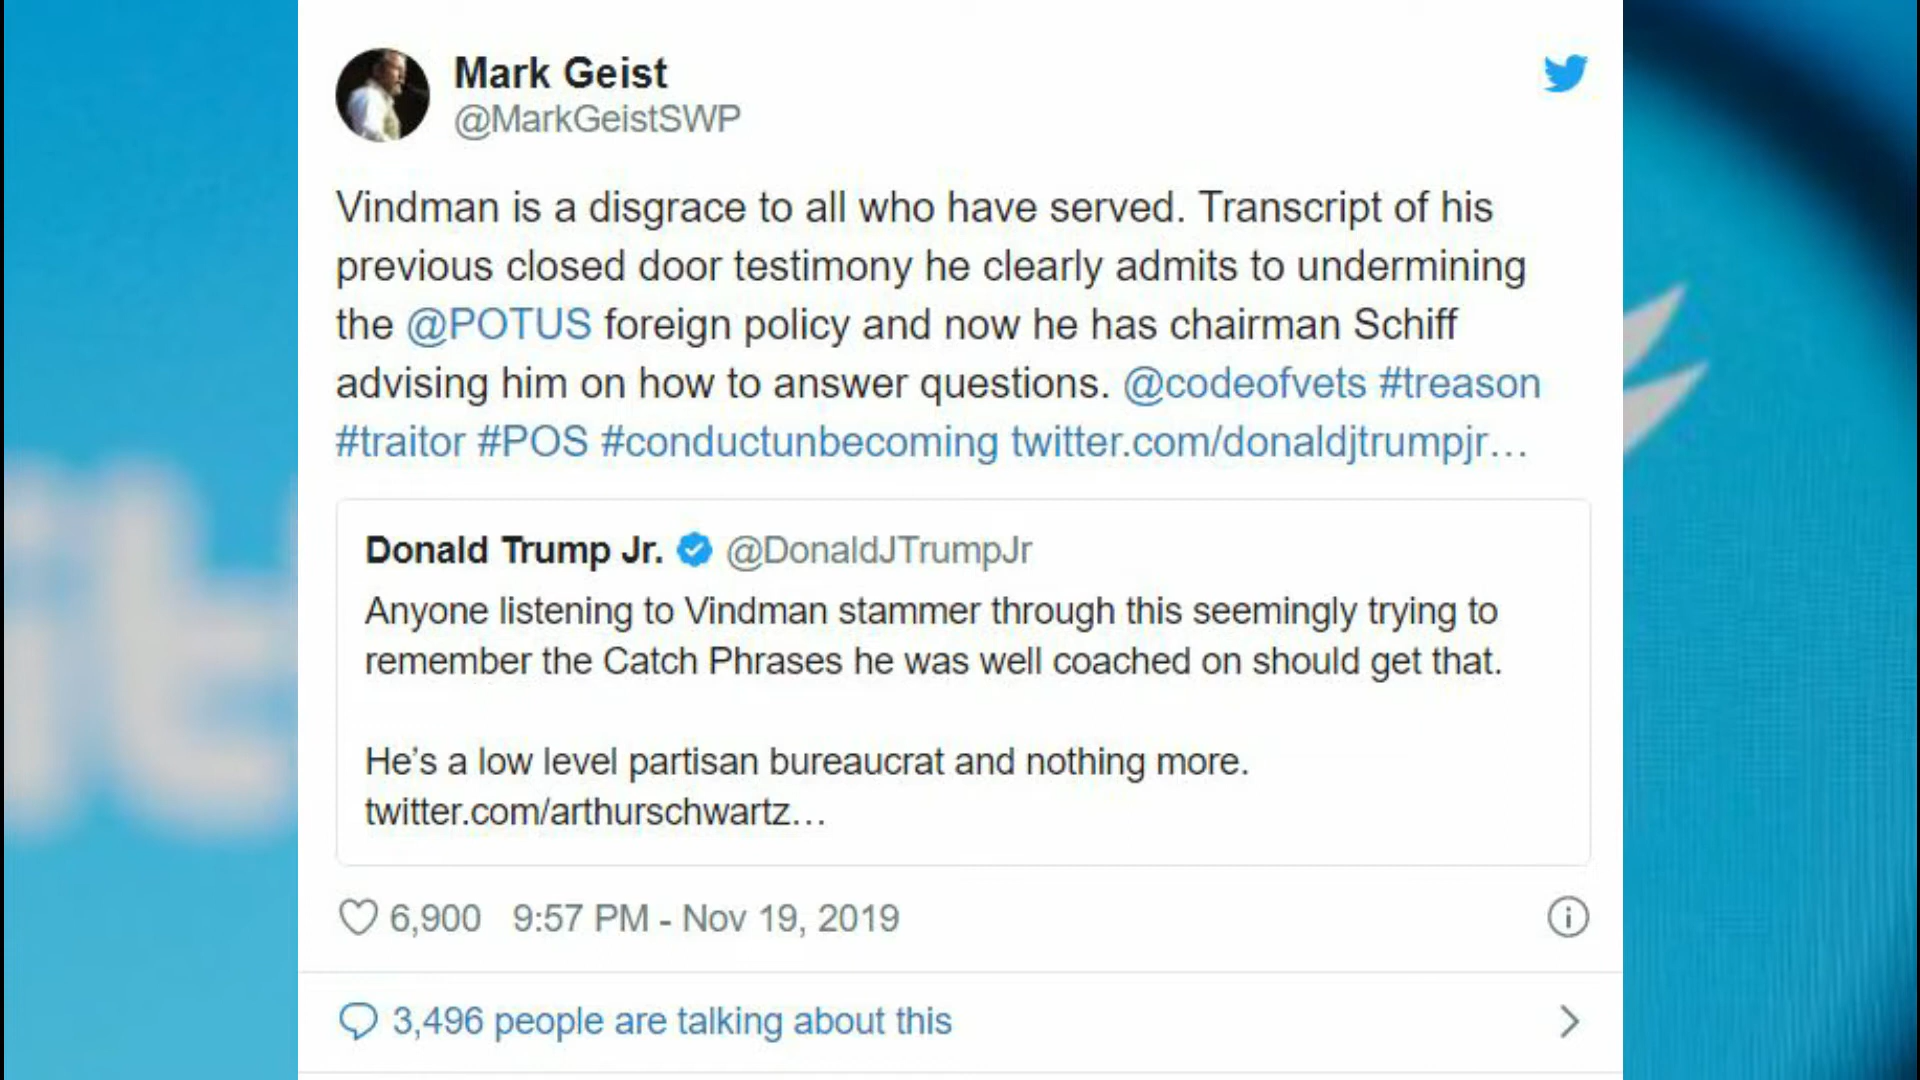 Mark Geist
@MarkGeistSWP
Vindman is a disgrace to all who have served. Transcript of his
previous closed door testimony he clearly admits to undermining
the @POTUS foreign policy and now he has chairman Schiff
advising him on how to answer questions. @codeofvets #treason
#traitor #POS #conductunbecoming twitter.com/donaldjtrumpjr…
Donald Trump Jr. @DonaldJTrumpJr
Anyone listening to Vindman stammer through this seemingly trying to
remember the Catch Phrases he was well coached on should get that.
He's a low level partisan bureaucrat and nothing more.
twitter.com/arthurschwartz…
6,900 9:57 PM - Nov 19, 2019
3,496 people are talking about this